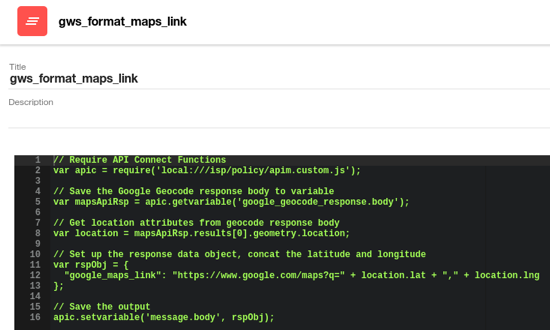 gws_format_maps_link
Title
gws_format_maps_link
Description
1 // Require API Connect Functions
2 var apic = require('local:///isp/policy/apim.custom.js');
3
4 // Save the Google Geocode response body to variable
5 var mapsApiRsp = apic.getvariable('google_geocode_response.body');
6
7 // Get location attributes from geocode response body
8 var location = mapsApiRsp.results[0].geometry.location;
9
10 // Set up the response data object, concat the latitude and longitude
11 var rspObj = {
12 "google_maps_link": "https://www.google.com/maps?q=" + location.lat + "," + location.lng
13 };
14
15 // Save the output
16 apic.setvariable('message.body', rspObj);